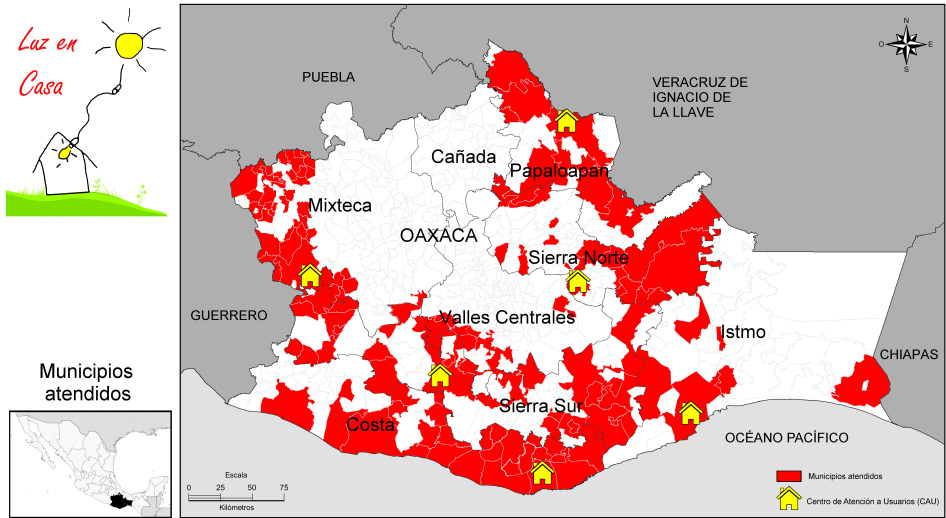 Luz en
Casa
Municipios
atendidos
PUEBLA
VERACRUZ DE
IGNACIO DE
LA LLAVE
N
O
E
S
Cañada
Papaloapan
Mixteca
OAXACA
Sierra Norte
GUERRERO
Valles Centrales
Istmo
CHIAPAS
Sierra Sur
Costa
OCÉANO PACÍFICO
Escala
0 25 50 75
Kilómetros
Municipios atendidos
Centro de Atención a Usuarios (CAU)